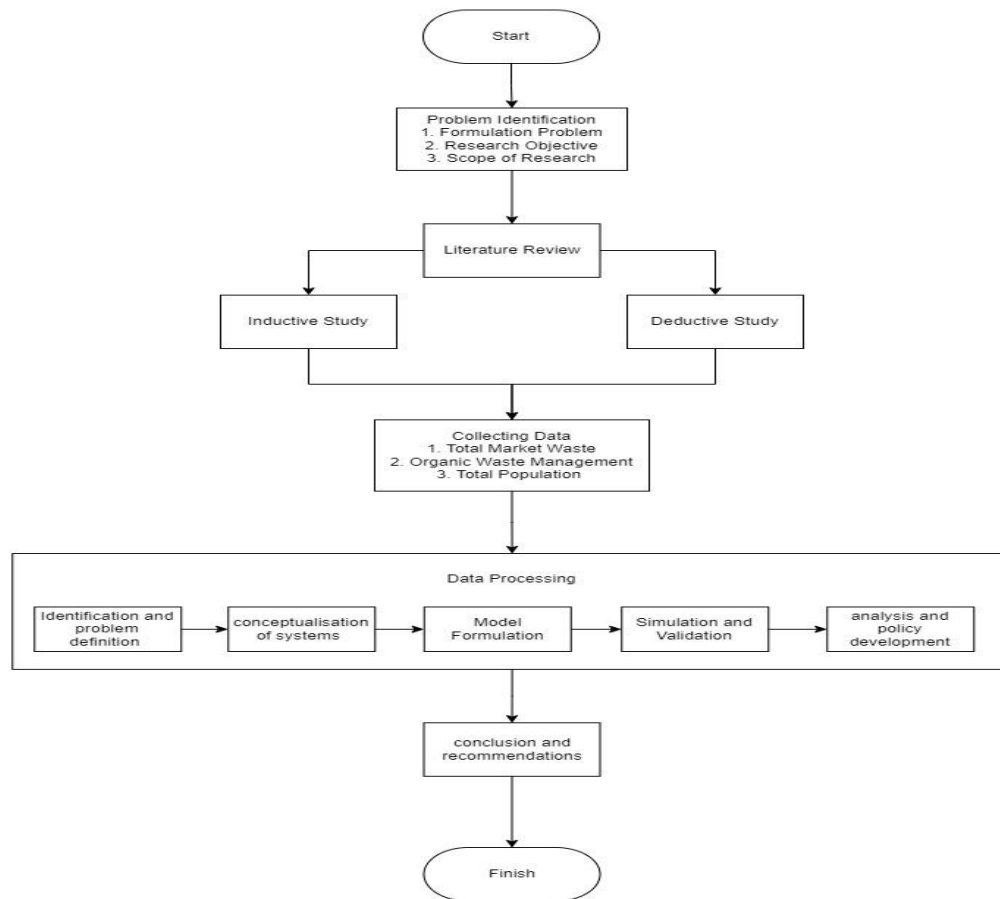 Start
Problem Identification
1. Formulation Problem
2. Research Objective
3. Scope of Research
Literature Review
Inductive Study
Deductive Study
Collecting Data
1. Total Market Waste
2. Organic Waste Management
3. Total Population
Data Processing
Identification and
problem
definition
conceptualisation
of systems
Model
Formulation
Simulation and
Validation
analysis and
policy
development
conclusion and
recommendations
Finish